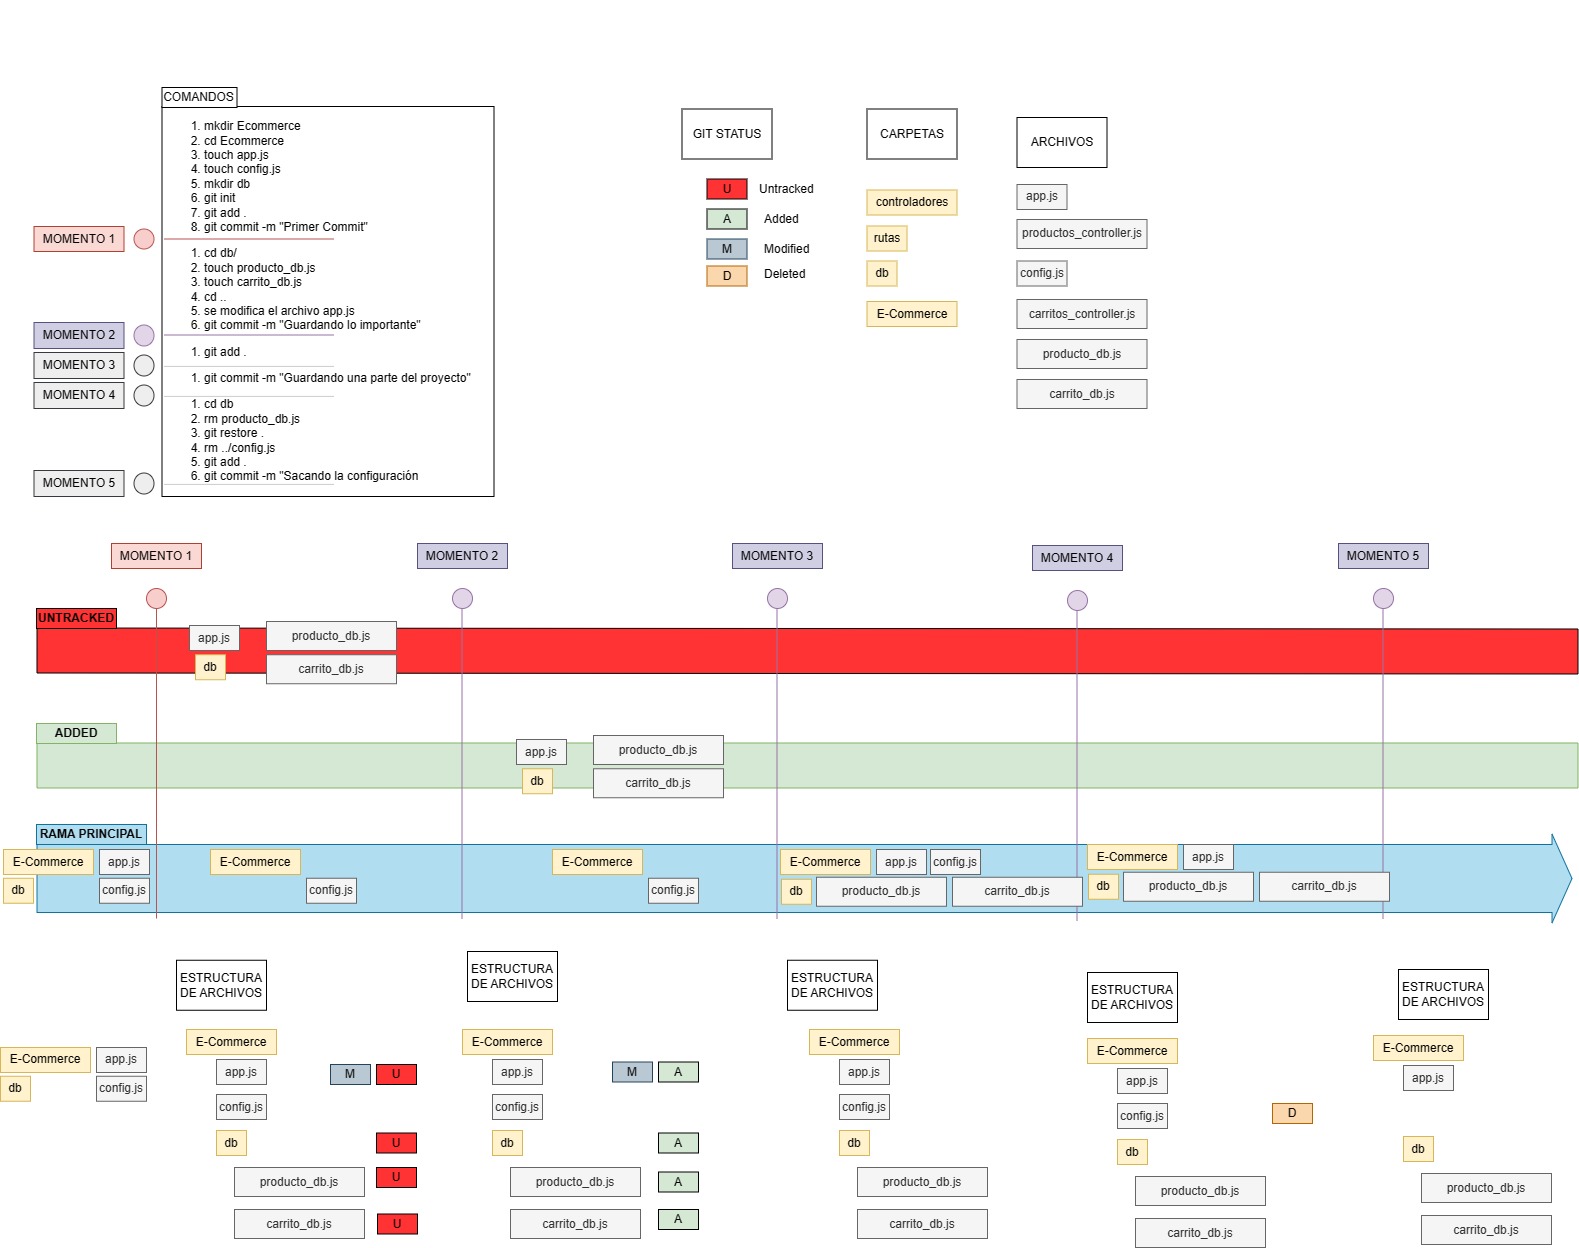 COMANDOS
1. mkdir Ecommerce
2. cd Ecommerce
3. touch app.js
4. touch config.js
5. mkdir db
6. git init
7. git add .
8. git commit -m "Primer Commit"
MOMENTO 1
1. cd db/
2. touch producto_db.js
3. touch carrito_db.js
4. cd ..
5. se modifica el archivo app.js
6. git commit -m "Guardando lo importante"
MOMENTO 2
1. git add .
MOMENTO 3
1. git commit -m "Guardando una parte del proyecto"
MOMENTO 4
1. cd db
2. rm producto_db.js
3. git restore .
4. rm ../config.js
5. git add .
6. git commit -m "Sacando la configuración
MOMENTO 5
GIT STATUS
U Untracked
A Added
M Modified
D Deleted
CARPETAS
controladores
rutas
db
E-Commerce
ARCHIVOS
app.js
productos_controller.js
config.js
carritos_controller.js
producto_db.js
carrito_db.js
MOMENTO 1
MOMENTO 2
MOMENTO 3
MOMENTO 4
MOMENTO 5
UNTRACKED
app.js
producto_db.js
db
carrito_db.js
ADDED
app.js
producto_db.js
db
carrito_db.js
RAMA PRINCIPAL
E-Commerce
app.js
db
config.js
E-Commerce
config.js
E-Commerce
config.js
E-Commerce
app.js
config.js
db
producto_db.js
carrito_db.js
E-Commerce
app.js
db
producto_db.js
carrito_db.js
E-Commerce
app.js
db
config.js
ESTRUCTURA
DE ARCHIVOS
E-Commerce
app.js
M
U
config.js
db
U
producto_db.js
U
carrito_db.js
U
ESTRUCTURA
DE ARCHIVOS
E-Commerce
app.js
M
A
config.js
db
A
producto_db.js
A
carrito_db.js
A
ESTRUCTURA
DE ARCHIVOS
E-Commerce
app.js
config.js
db
producto_db.js
carrito_db.js
ESTRUCTURA
DE ARCHIVOS
E-Commerce
app.js
config.js
D
db
producto_db.js
carrito_db.js
ESTRUCTURA
DE ARCHIVOS
E-Commerce
app.js
db
producto_db.js
carrito_db.js